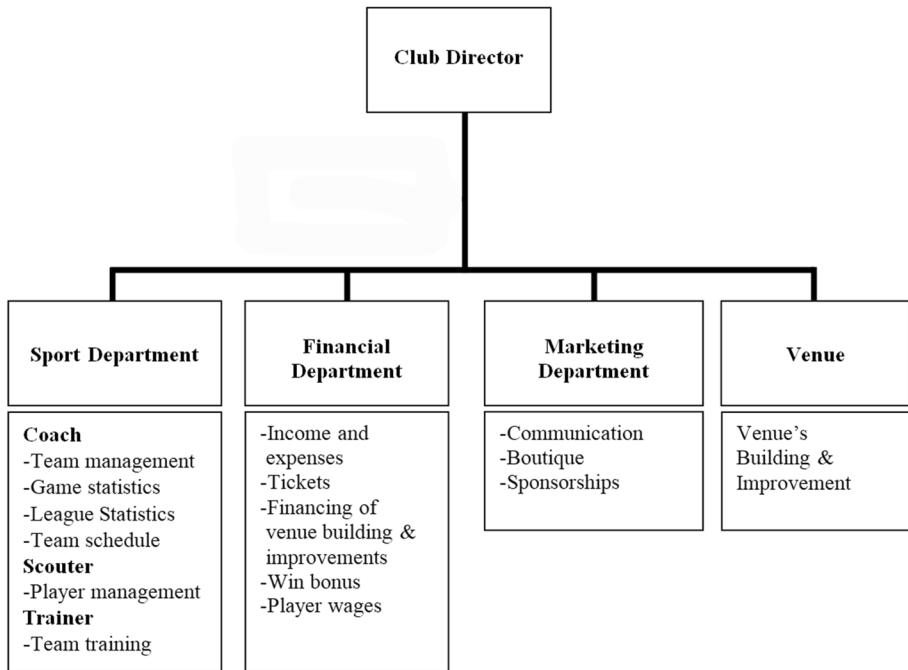 Club Director
Sport Department
Financial
Department
Marketing
Department
Venue
Coach
-Team management
-Game statistics
-League Statistics
-Team schedule
Scouter
-Player management
Trainer
-Team training
-Income and
expenses
-Tickets
-Financing of
venue building &
improvements
-Win bonus
-Player wages
-Communication
-Boutique
-Sponsorships
Venue’s
Building &
Improvement